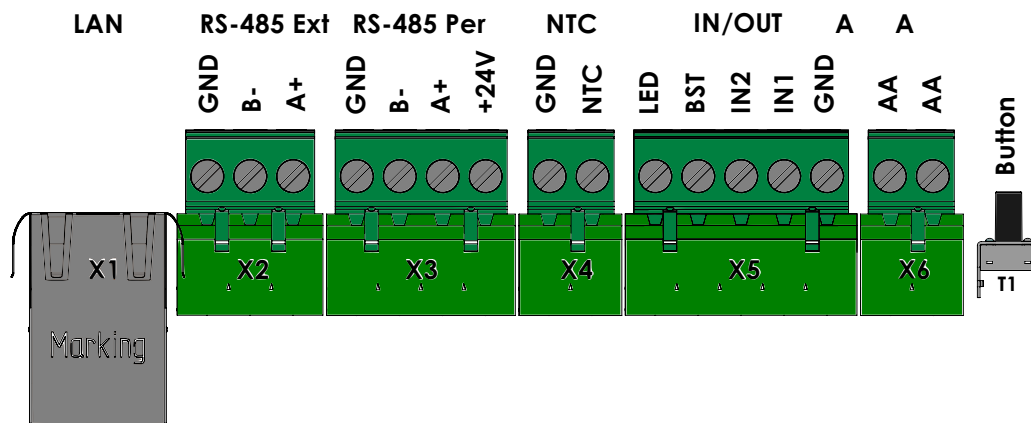 LAN RS-485 Ext RS-485 Per NTC IN/OUT A A
GND B- A+ GND B- A+ +24V GND NTC LED BST IN2 IN1 GND AA AA
Button
X1 X2 X3 X4 X5 X6 T1
Marking